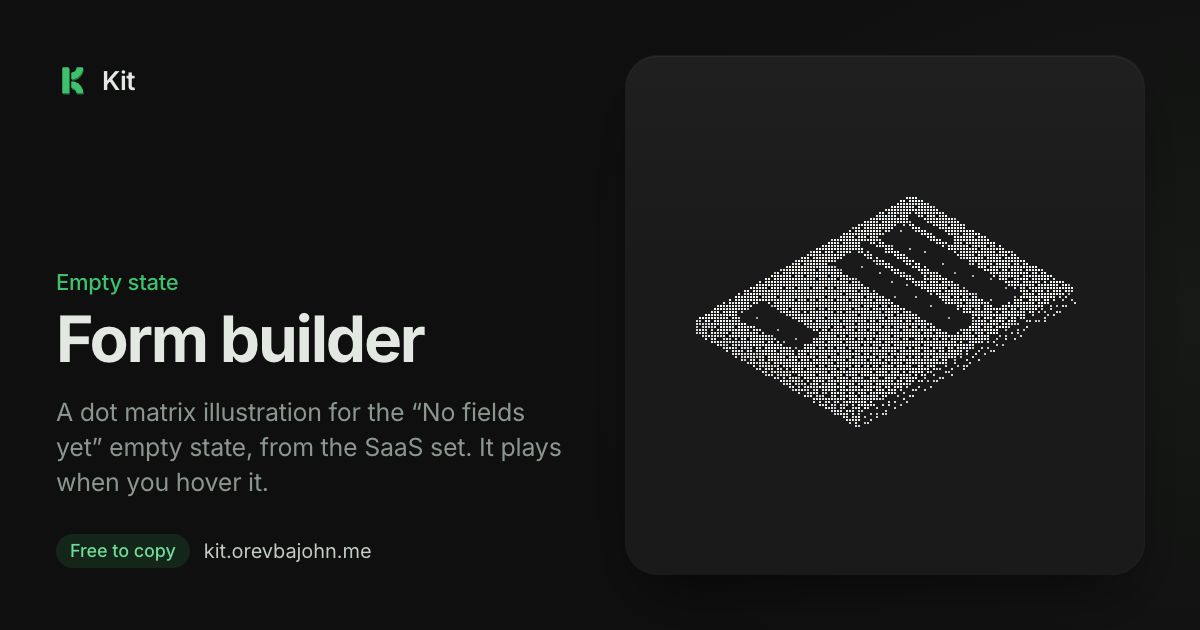 Kit
Empty state
Form builder
A dot matrix illustration for the “No fields
yet” empty state, from the SaaS set. It plays
when you hover it.
Free to copy
kit.orevbajohn.me